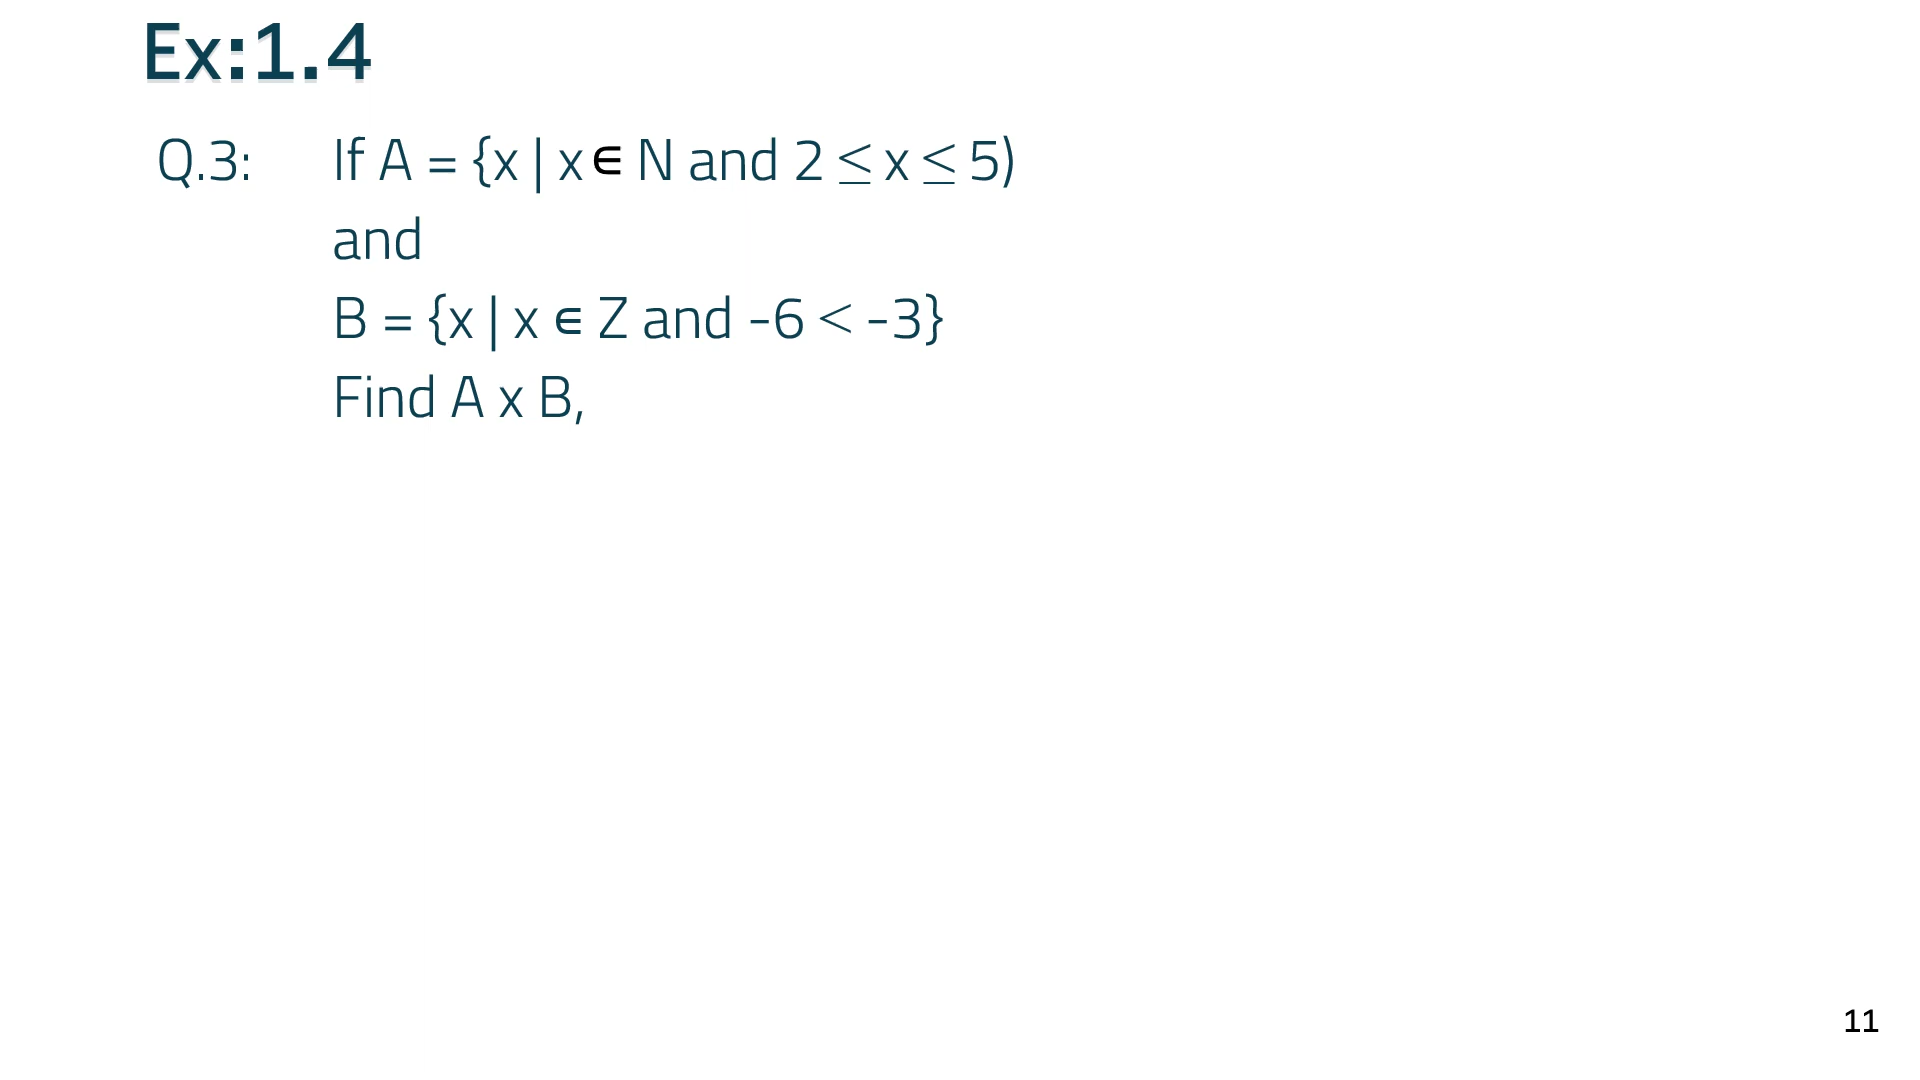 Ex:1.4
Q.3: If A = {x | x ∈ N and 2 ≤ x ≤ 5)
and
B = {x | x ∈ Z and -6 < -3}
Find A x B,
11